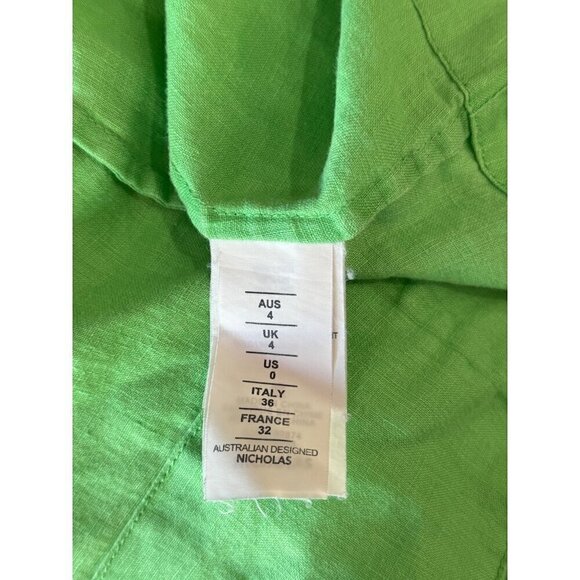 AUS
4
UK
4
US
0
ITALY
36
FRANCE
32
AUSTRALIAN DESIGNED
NICHOLAS